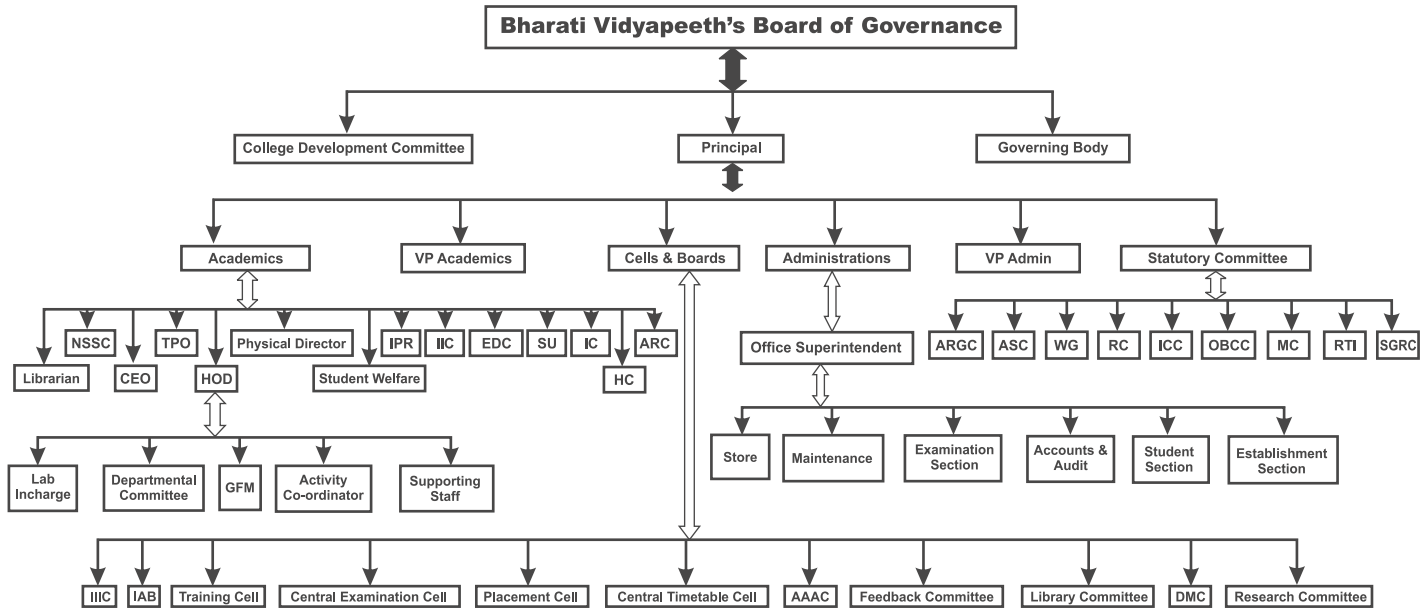 Bharati Vidyapeeth's Board of Governance
College Development Committee
Principal
Governing Body
Academics
VP Academics
Cells & Boards
Administrations
VP Admin
Statutory Committee
NSSC
TPO
Physical Director
IPR
IIC
EDC
SU
IC
ARC
Librarian
CEO
HOD
Student Welfare
HC
Office Superintendent
ARGC
ASC
WG
RC
ICC
OBCC
MC
RTI
SGRC
Lab
Incharge
Departmental
Committee
GFM
Activity
Co-ordinator
Supporting
Staff
Store
Maintenance
Examination
Section
Accounts &
Audit
Student
Section
Establishment
Section
IIIC
IAB
Training Cell
Central Examination Cell
Placement Cell
Central Timetable Cell
AAAC
Feedback Committee
Library Committee
DMC
Research Committee